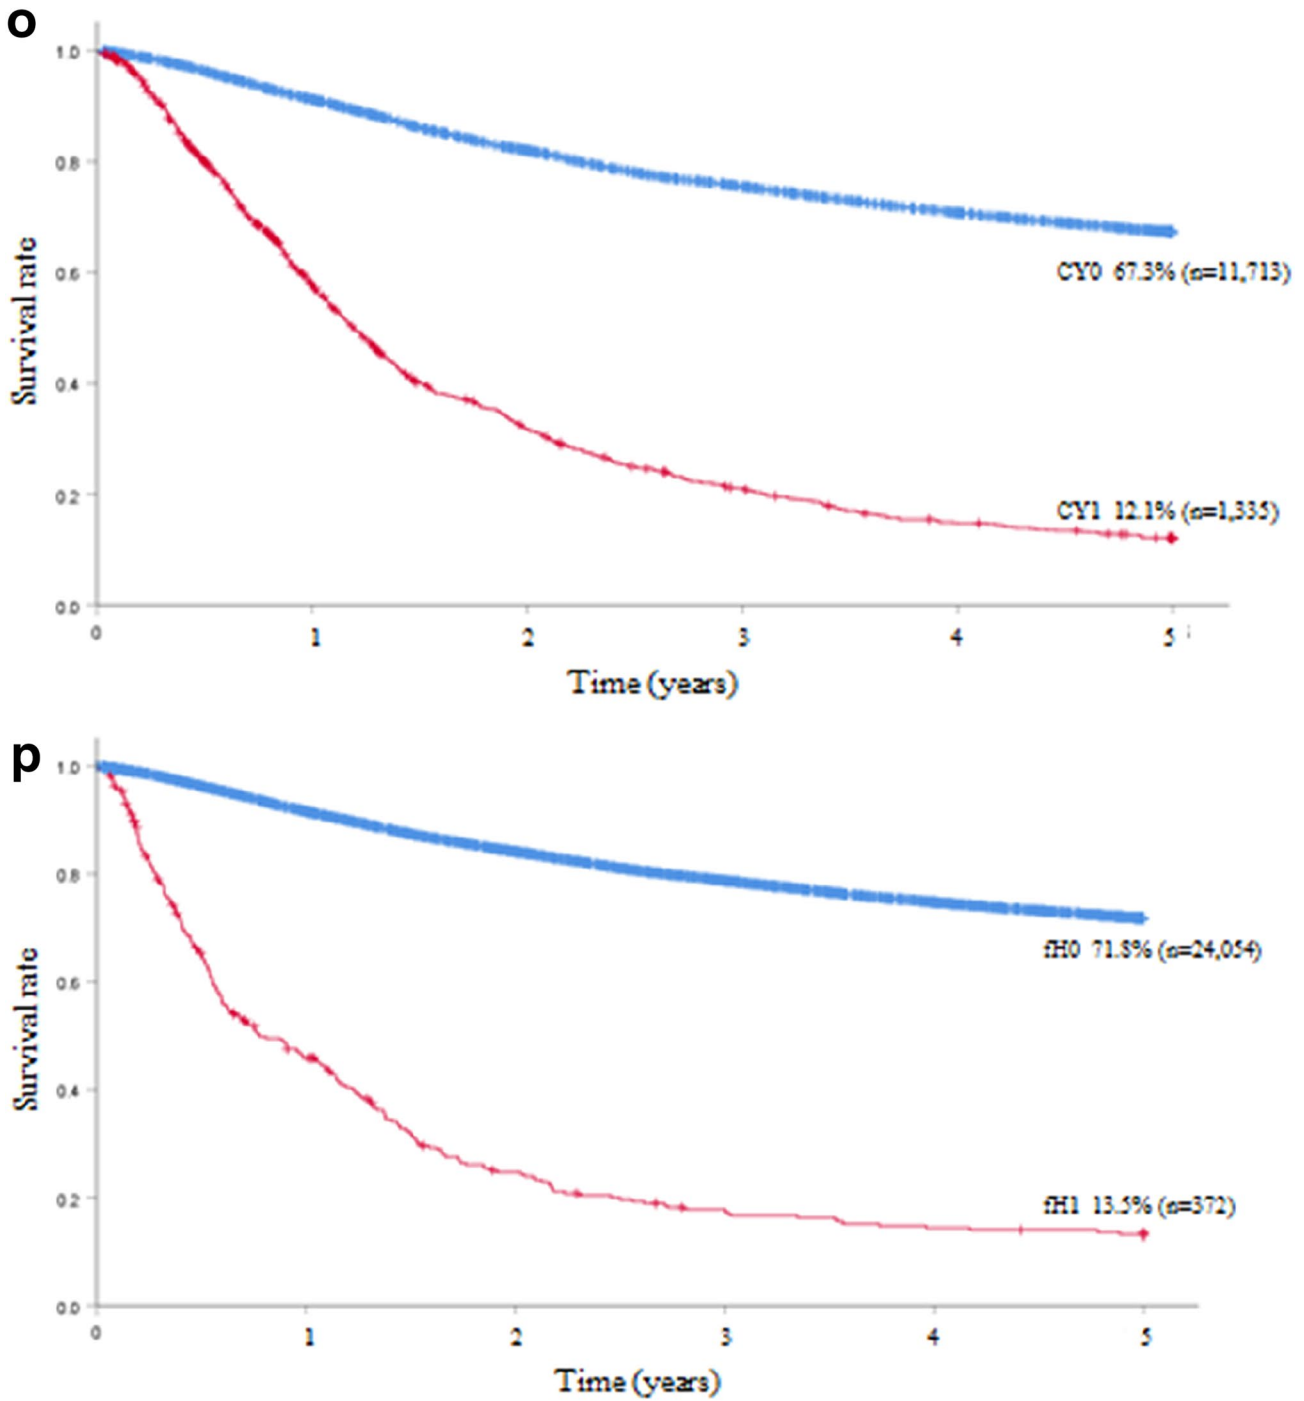 o
1.0
0.8
0.6
0.4
0.2
0.0
Survival rate
CY0 67.3% (n=11,713)
CY1 12.1% (n=1,335)
0 1 2 3 4 5
Time (years)
p
1.0
0.8
0.6
0.4
0.2
0.0
Survival rate
fH0 71.8% (n=24,054)
fH1 13.5% (n=372)
0 1 2 3 4 5
Time (years)